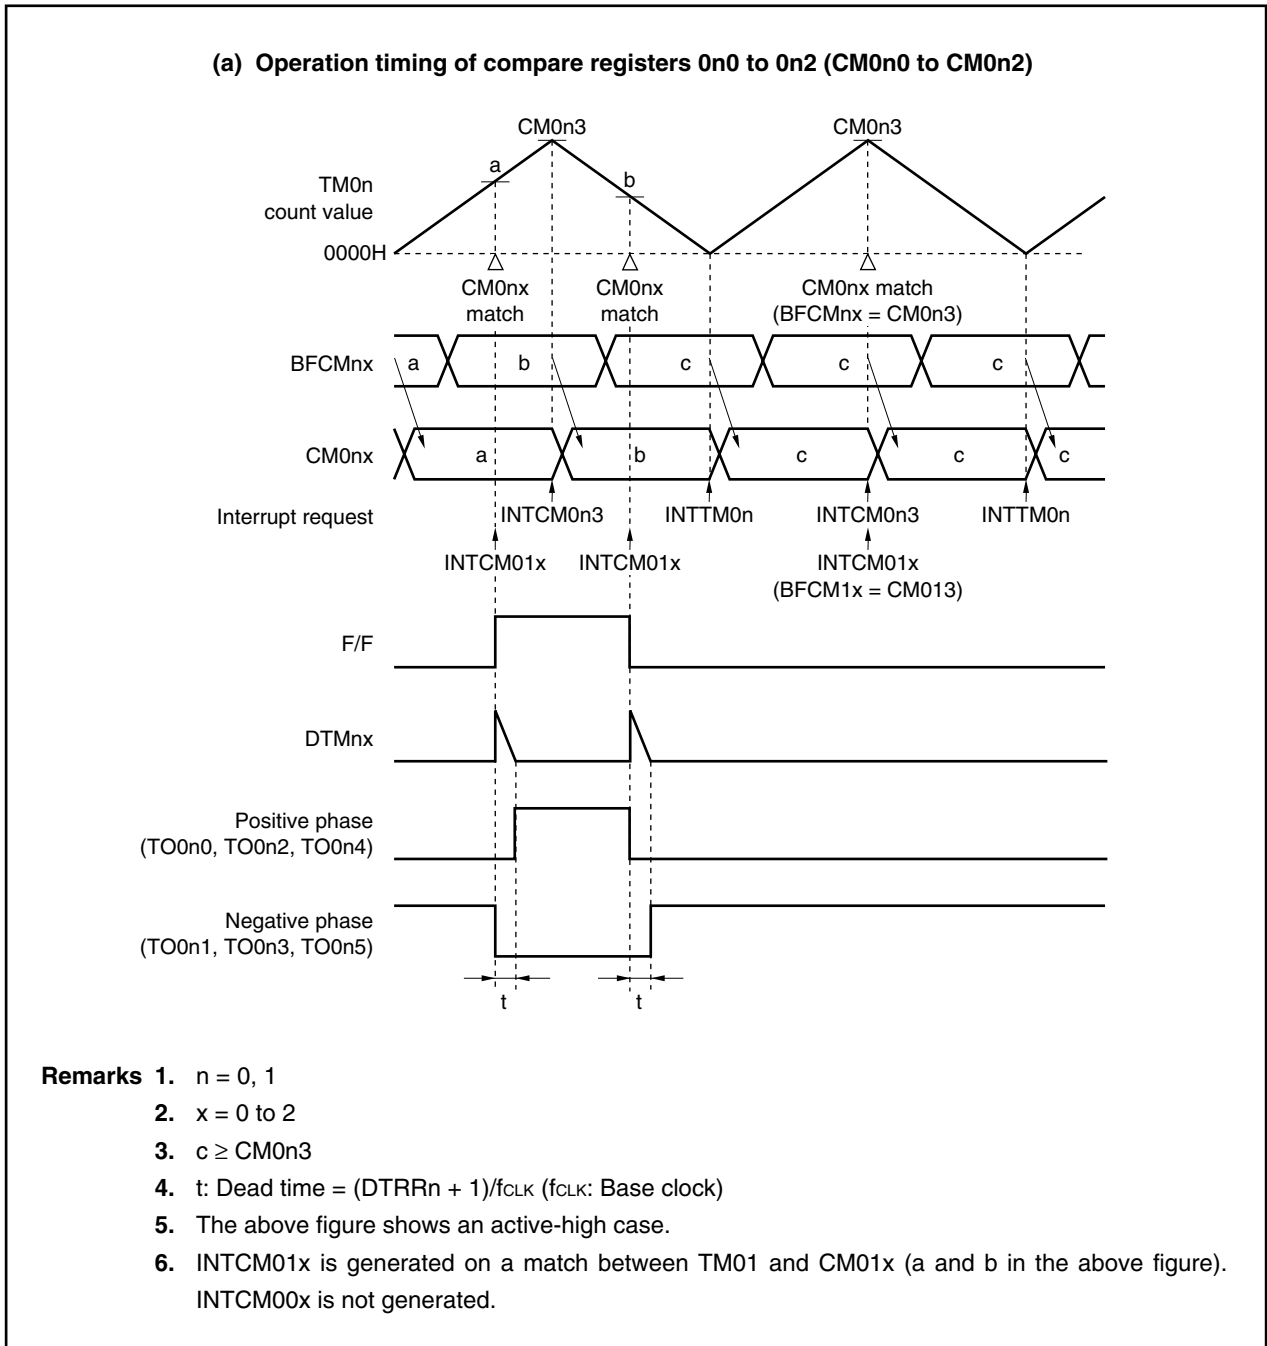 (a) Operation timing of compare registers 0n0 to 0n2 (CM0n0 to CM0n2)
CM0n3 CM0n3
a
b
TM0n
count value
0000H
CM0nx match
CM0nx match
CM0nx match
(BFCMnx = CM0n3)
BFCMnx a b c c c
CM0nx a b c c c
Interrupt request INTCM0n3 INTTM0n INTCM0n3 INTTM0n
INTCM01x INTCM01x INTCM01x
(BFCM1x = CM013)
F/F
DTMnx
Positive phase
(TO0n0, TO0n2, TO0n4)
Negative phase
(TO0n1, TO0n3, TO0n5)
t t
Remarks 1. n = 0, 1
2. x = 0 to 2
3. c ≥ CM0n3
4. t: Dead time = (DTRRn + 1)/fCLK (fCLK: Base clock)
5. The above figure shows an active-high case.
6. INTCM01x is generated on a match between TM01 and CM01x (a and b in the above figure).
INTCM00x is not generated.